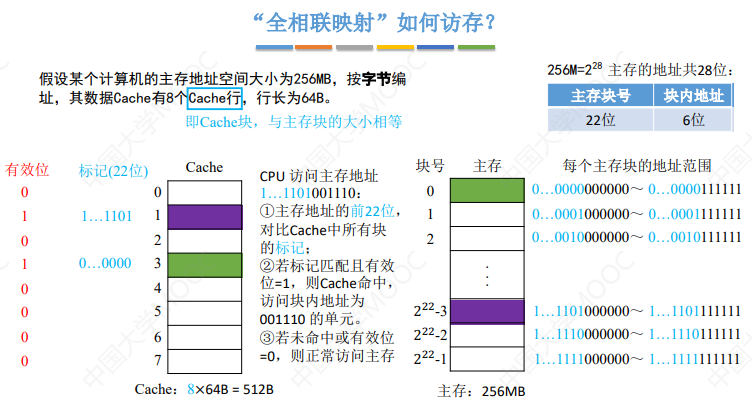 “全相联映射”如何访存？
假设某个计算机的主存地址空间大小为256MB，按字节编
址，其数据Cache有8个Cache行，行长为64B。
即Cache块，与主存块的大小相等
256M=2²⁸ 主存的地址共28位：
主存块号 块内地址
22位 6位
有效位 标记(22位) Cache
0 0
1 1…1101 1
0 2
1 0…0000 3
0 4
0 5
0 6
0 7
Cache：8×64B = 512B
CPU 访问主存地址
1…1101001110：
①主存地址的前22位，
对比Cache中所有块
的标记；
②若标记匹配且有效
位=1，则Cache命中，
访问块内地址为
001110 的单元。
③若未命中或有效位
=0，则正常访问主存
块号 主存 每个主存块的地址范围
0 0…0000000000～ 0…0000111111
1 0…0001000000～ 0…0001111111
2 0…0010000000～ 0…0010111111
⋮
2²²-3 1…1101000000～ 1…1101111111
2²²-2 1…1110000000～ 1…1110111111
2²²-1 1…1111000000～ 1…1111111111
主存：256MB
中国大学MOOC